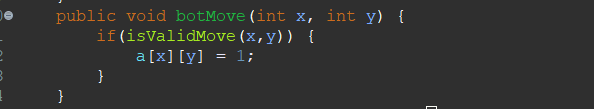 public void botMove(int x, int y) {
if(isValidMove(x,y)) {
a[x][y] = 1;
}
}